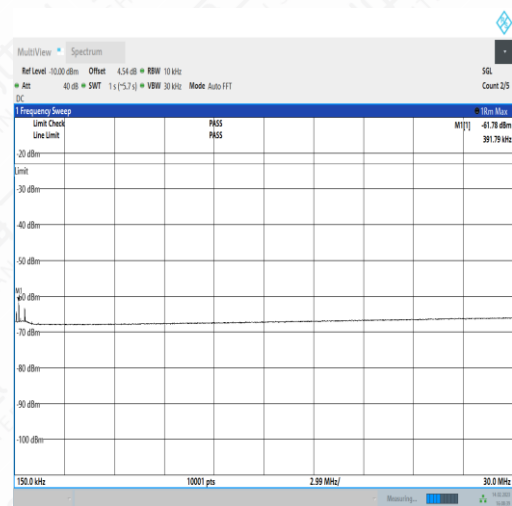 MultiView Spectrum
Ref Level -10.00 dBm Offset 4.54 dB RBW 10 kHz SGL
Att 40 dB SWT 1 s (~5.7 s) VBW 30 kHz Mode Auto FFT Count 2/5
DC
1 Frequency Sweep 1Rm Max
Limit Check PASS M1[1] -61.78 dBm
Line Limit PASS 391.79 kHz
-20 dBm
Limit
-30 dBm
-40 dBm
-50 dBm
M1
-60 dBm
-70 dBm
-80 dBm
-90 dBm
-100 dBm
150.0 kHz 10001 pts 2.99 MHz/ 30.0 MHz
Measuring...